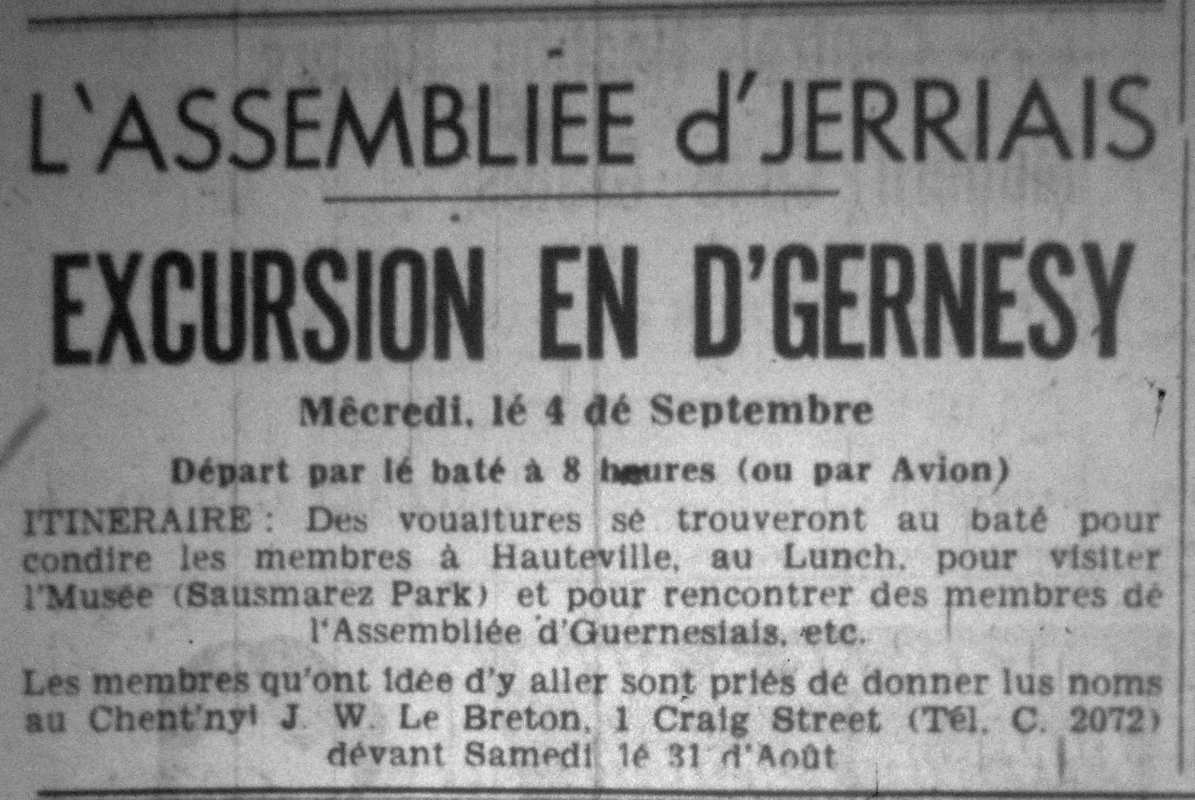 L'ASSEMBLIEE d'JERRIAIS
EXCURSION EN D'GERNESY
Mêcredi, lé 4 dé Septembre
Départ par lé baté à 8 heures (ou par Avion)
ITINERAIRE : Des vouaitures sé trouveront au baté pour
condire les membres à Hauteville, au Lunch, pour visiter
l'Musée (Sausmarez Park) et pour rencontrer des membres dé
l'Assembliée d'Guernesiais, etc.
Les membres qu'ont idée d'y aller sont priés dé donner lus noms
au Chent'nyi J. W. Le Breton, 1 Craig Street (Tél. C. 2072)
dévant Samedi lé 31 d'Août